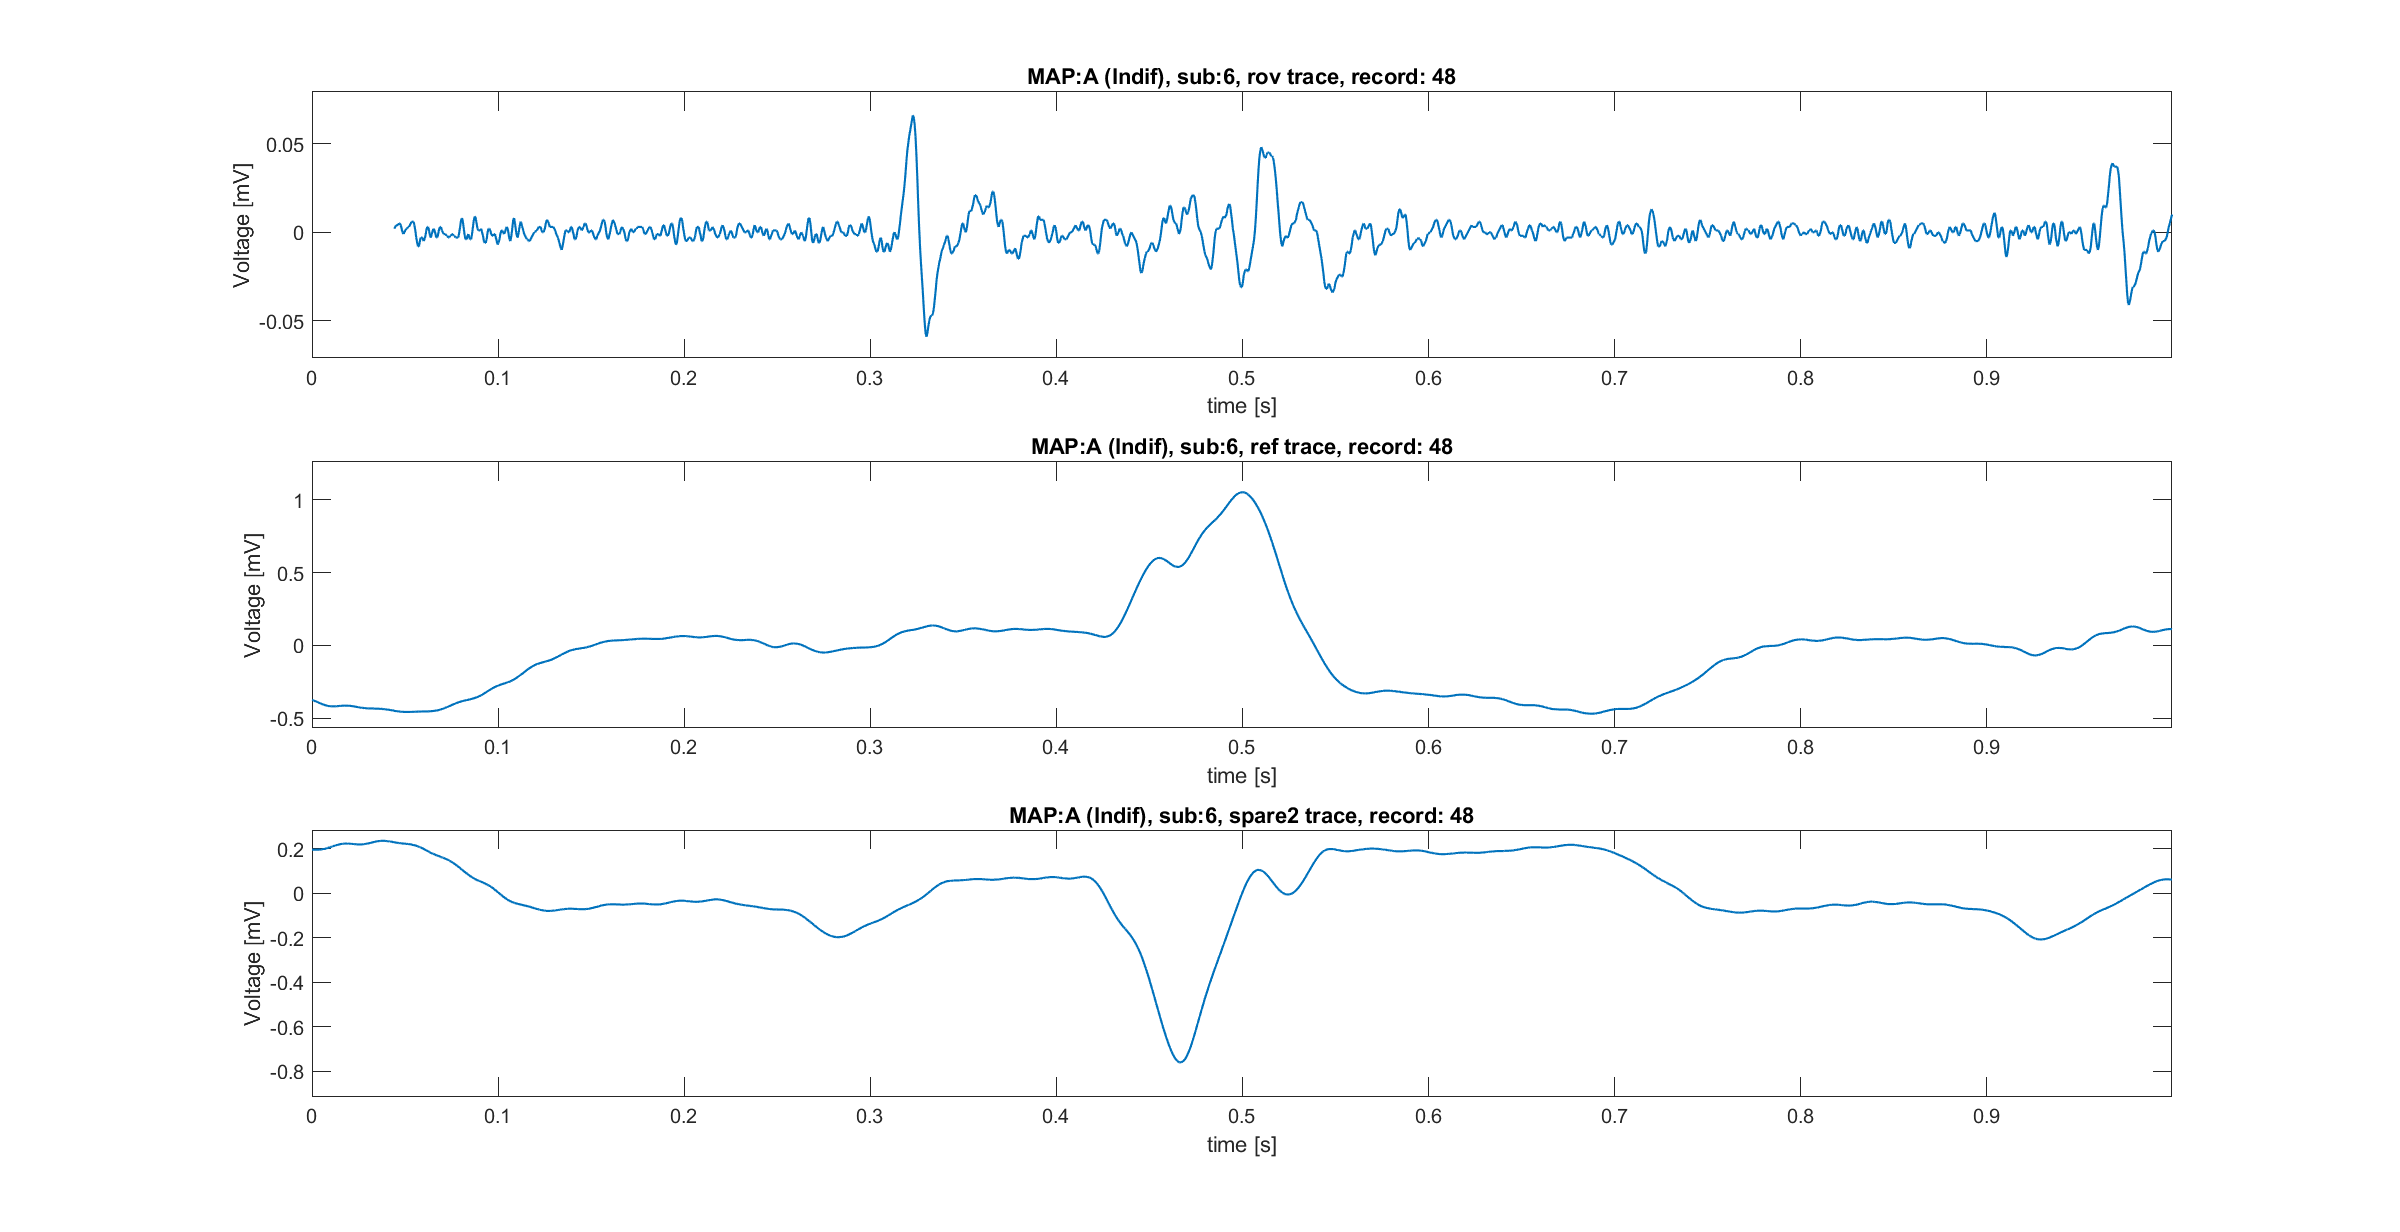 MAP:A (Indif), sub:6, rov trace, record: 48
Voltage [mV]
0.05
0
-0.05
0 0.1 0.2 0.3 0.4 0.5 0.6 0.7 0.8 0.9
time [s]
MAP:A (Indif), sub:6, ref trace, record: 48
Voltage [mV]
1
0.5
0
-0.5
0 0.1 0.2 0.3 0.4 0.5 0.6 0.7 0.8 0.9
time [s]
MAP:A (Indif), sub:6, spare2 trace, record: 48
Voltage [mV]
0.2
0
-0.2
-0.4
-0.6
-0.8
0 0.1 0.2 0.3 0.4 0.5 0.6 0.7 0.8 0.9
time [s]